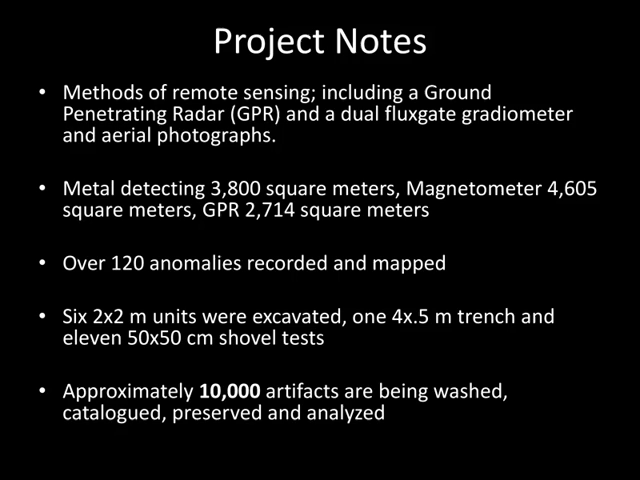 Project Notes
• Methods of remote sensing; including a Ground
Penetrating Radar (GPR) and a dual fluxgate gradiometer
and aerial photographs.
• Metal detecting 3,800 square meters, Magnetometer 4,605
square meters, GPR 2,714 square meters
• Over 120 anomalies recorded and mapped
• Six 2x2 m units were excavated, one 4x.5 m trench and
eleven 50x50 cm shovel tests
• Approximately 10,000 artifacts are being washed,
catalogued, preserved and analyzed